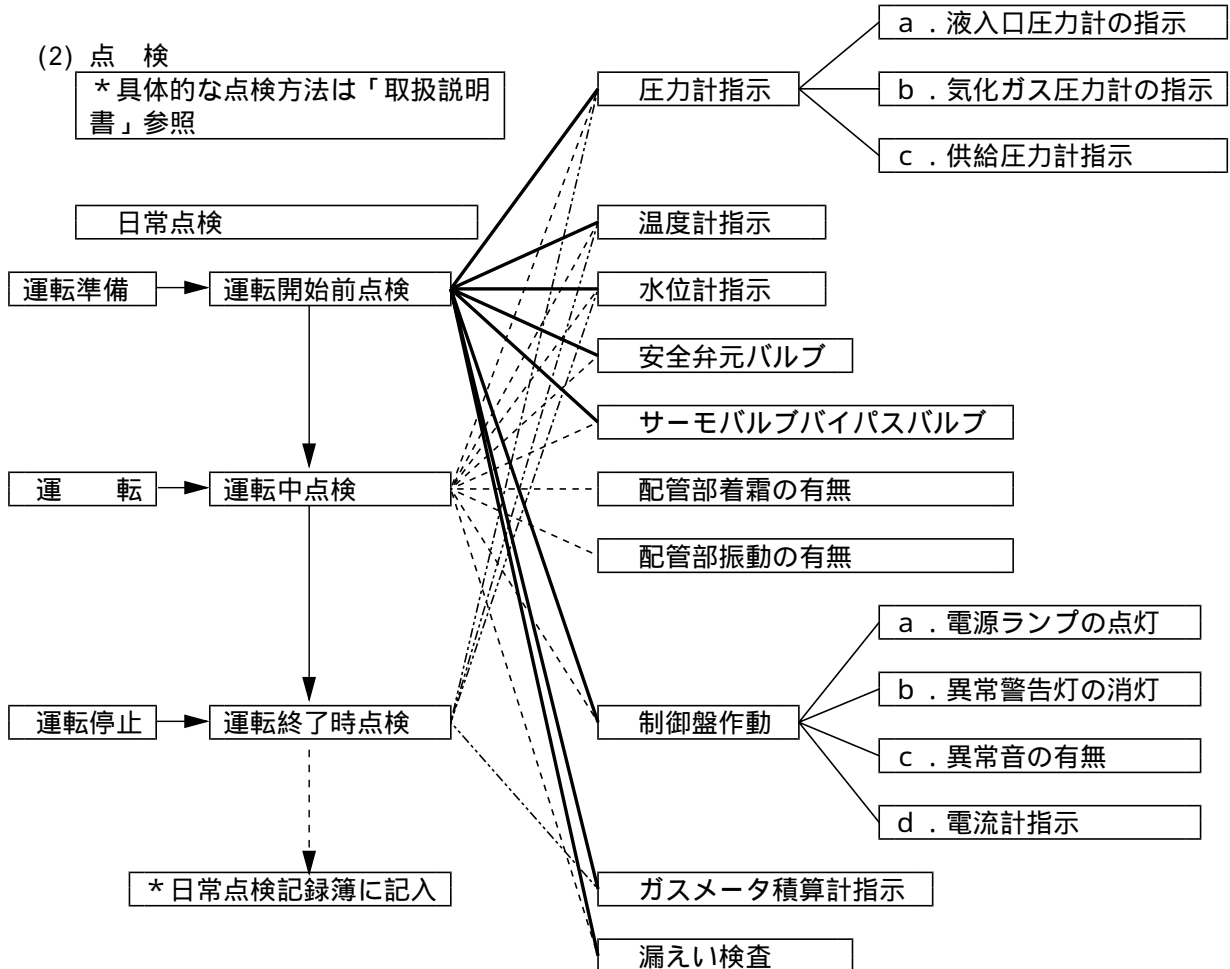 (2) 点　検
＊具体的な点検方法は「取扱説明
書」参照
日常点検
運転準備
運転開始前点検
運　　転
運転中点検
運転停止
運転終了時点検
＊日常点検記録簿に記入
圧力計指示
a．液入口圧力計の指示
b．気化ガス圧力計の指示
c．供給圧力計指示
温度計指示
水位計指示
安全弁元バルブ
サーモバルブバイパスバルブ
配管部着霜の有無
配管部振動の有無
制御盤作動
a．電源ランプの点灯
b．異常警告灯の消灯
c．異常音の有無
d．電流計指示
ガスメータ積算計指示
漏えい検査